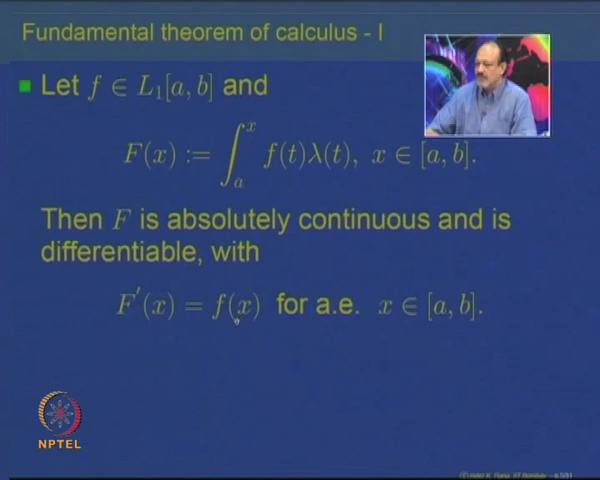 Fundamental theorem of calculus - I
Let f ∈ L₁[a, b] and
F(x) := ∫ₐˣ f(t)λ(t), x ∈ [a, b].
Then F is absolutely continuous and is
differentiable, with
F′(x) = f(x) for a.e. x ∈ [a, b].
NPTEL